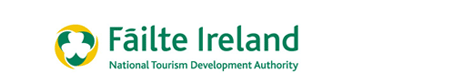 Fáilte Ireland
National Tourism Development Authority